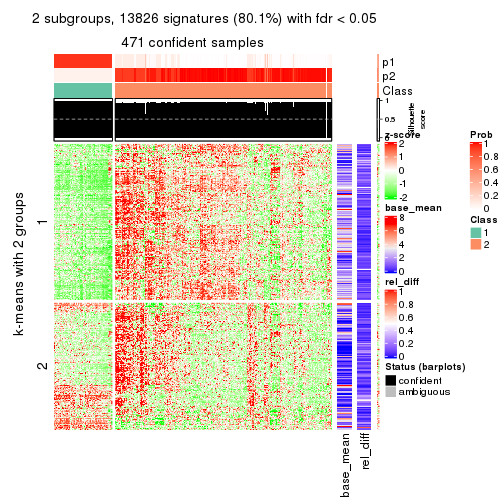 2 subgroups, 13826 signatures (80.1%) with fdr < 0.05
471 confident samples
p1
p2
Class
1
0.5
0
Silhouette
score
k-means with 2 groups
1
2
base_mean
rel_diff
z-score
2
1
0
-1
-2
base_mean
8
6
4
2
0
rel_diff
1
0.8
0.6
0.4
0.2
0
Status (barplots)
confident
ambiguous
Prob
1
0.8
0.6
0.4
0.2
0
Class
1
2